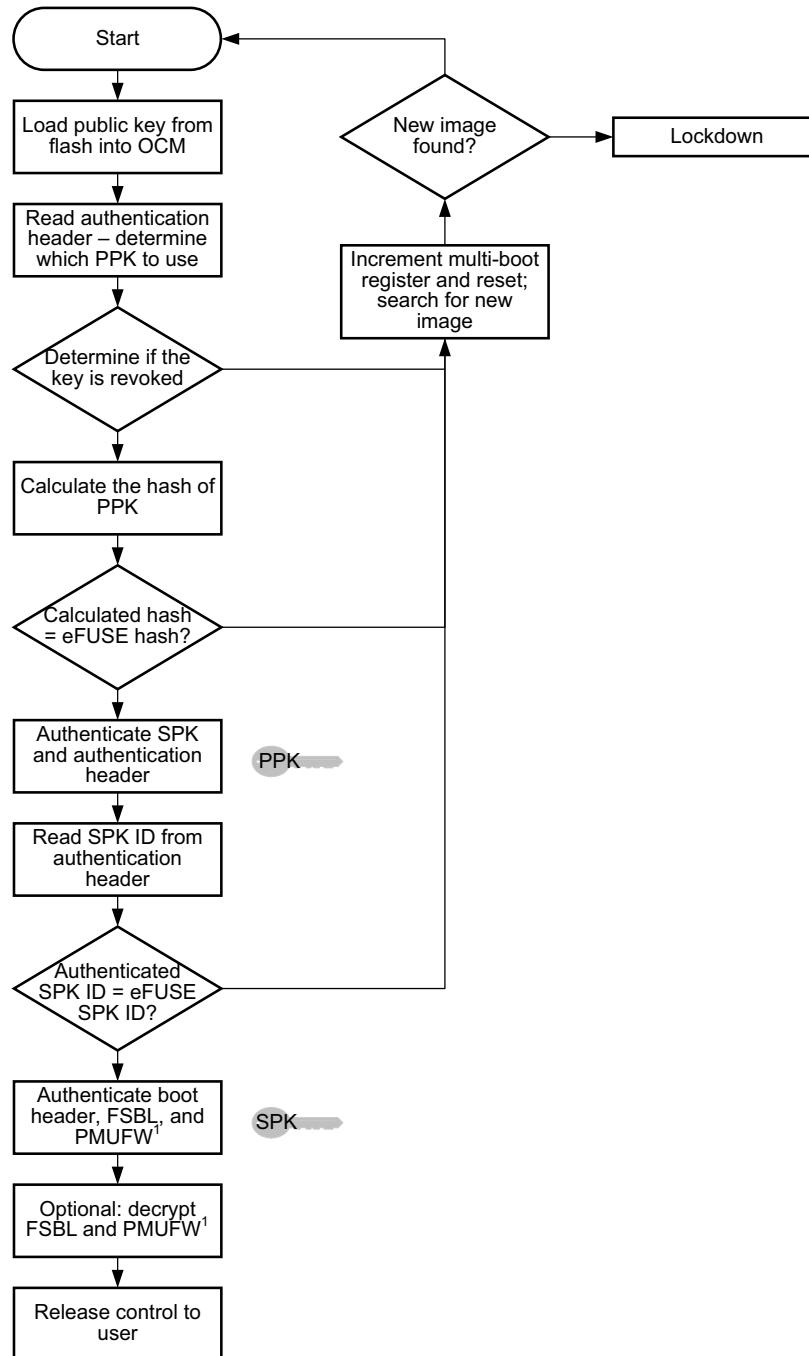 Start
Load public key from
flash into OCM
Read authentication
header – determine
which PPK to use
Determine if the
key is revoked
Calculate the hash of
PPK
Calculated hash
= eFUSE hash?
Authenticate SPK
and authentication
header
PPK
Read SPK ID from
authentication
header
Authenticated
SPK ID = eFUSE
SPK ID?
Authenticate boot
header, FSBL, and
PMUFW¹
SPK
Optional: decrypt
FSBL and PMUFW¹
Release control to
user
New image
found?
Lockdown
Increment multi-boot
register and reset;
search for new
image